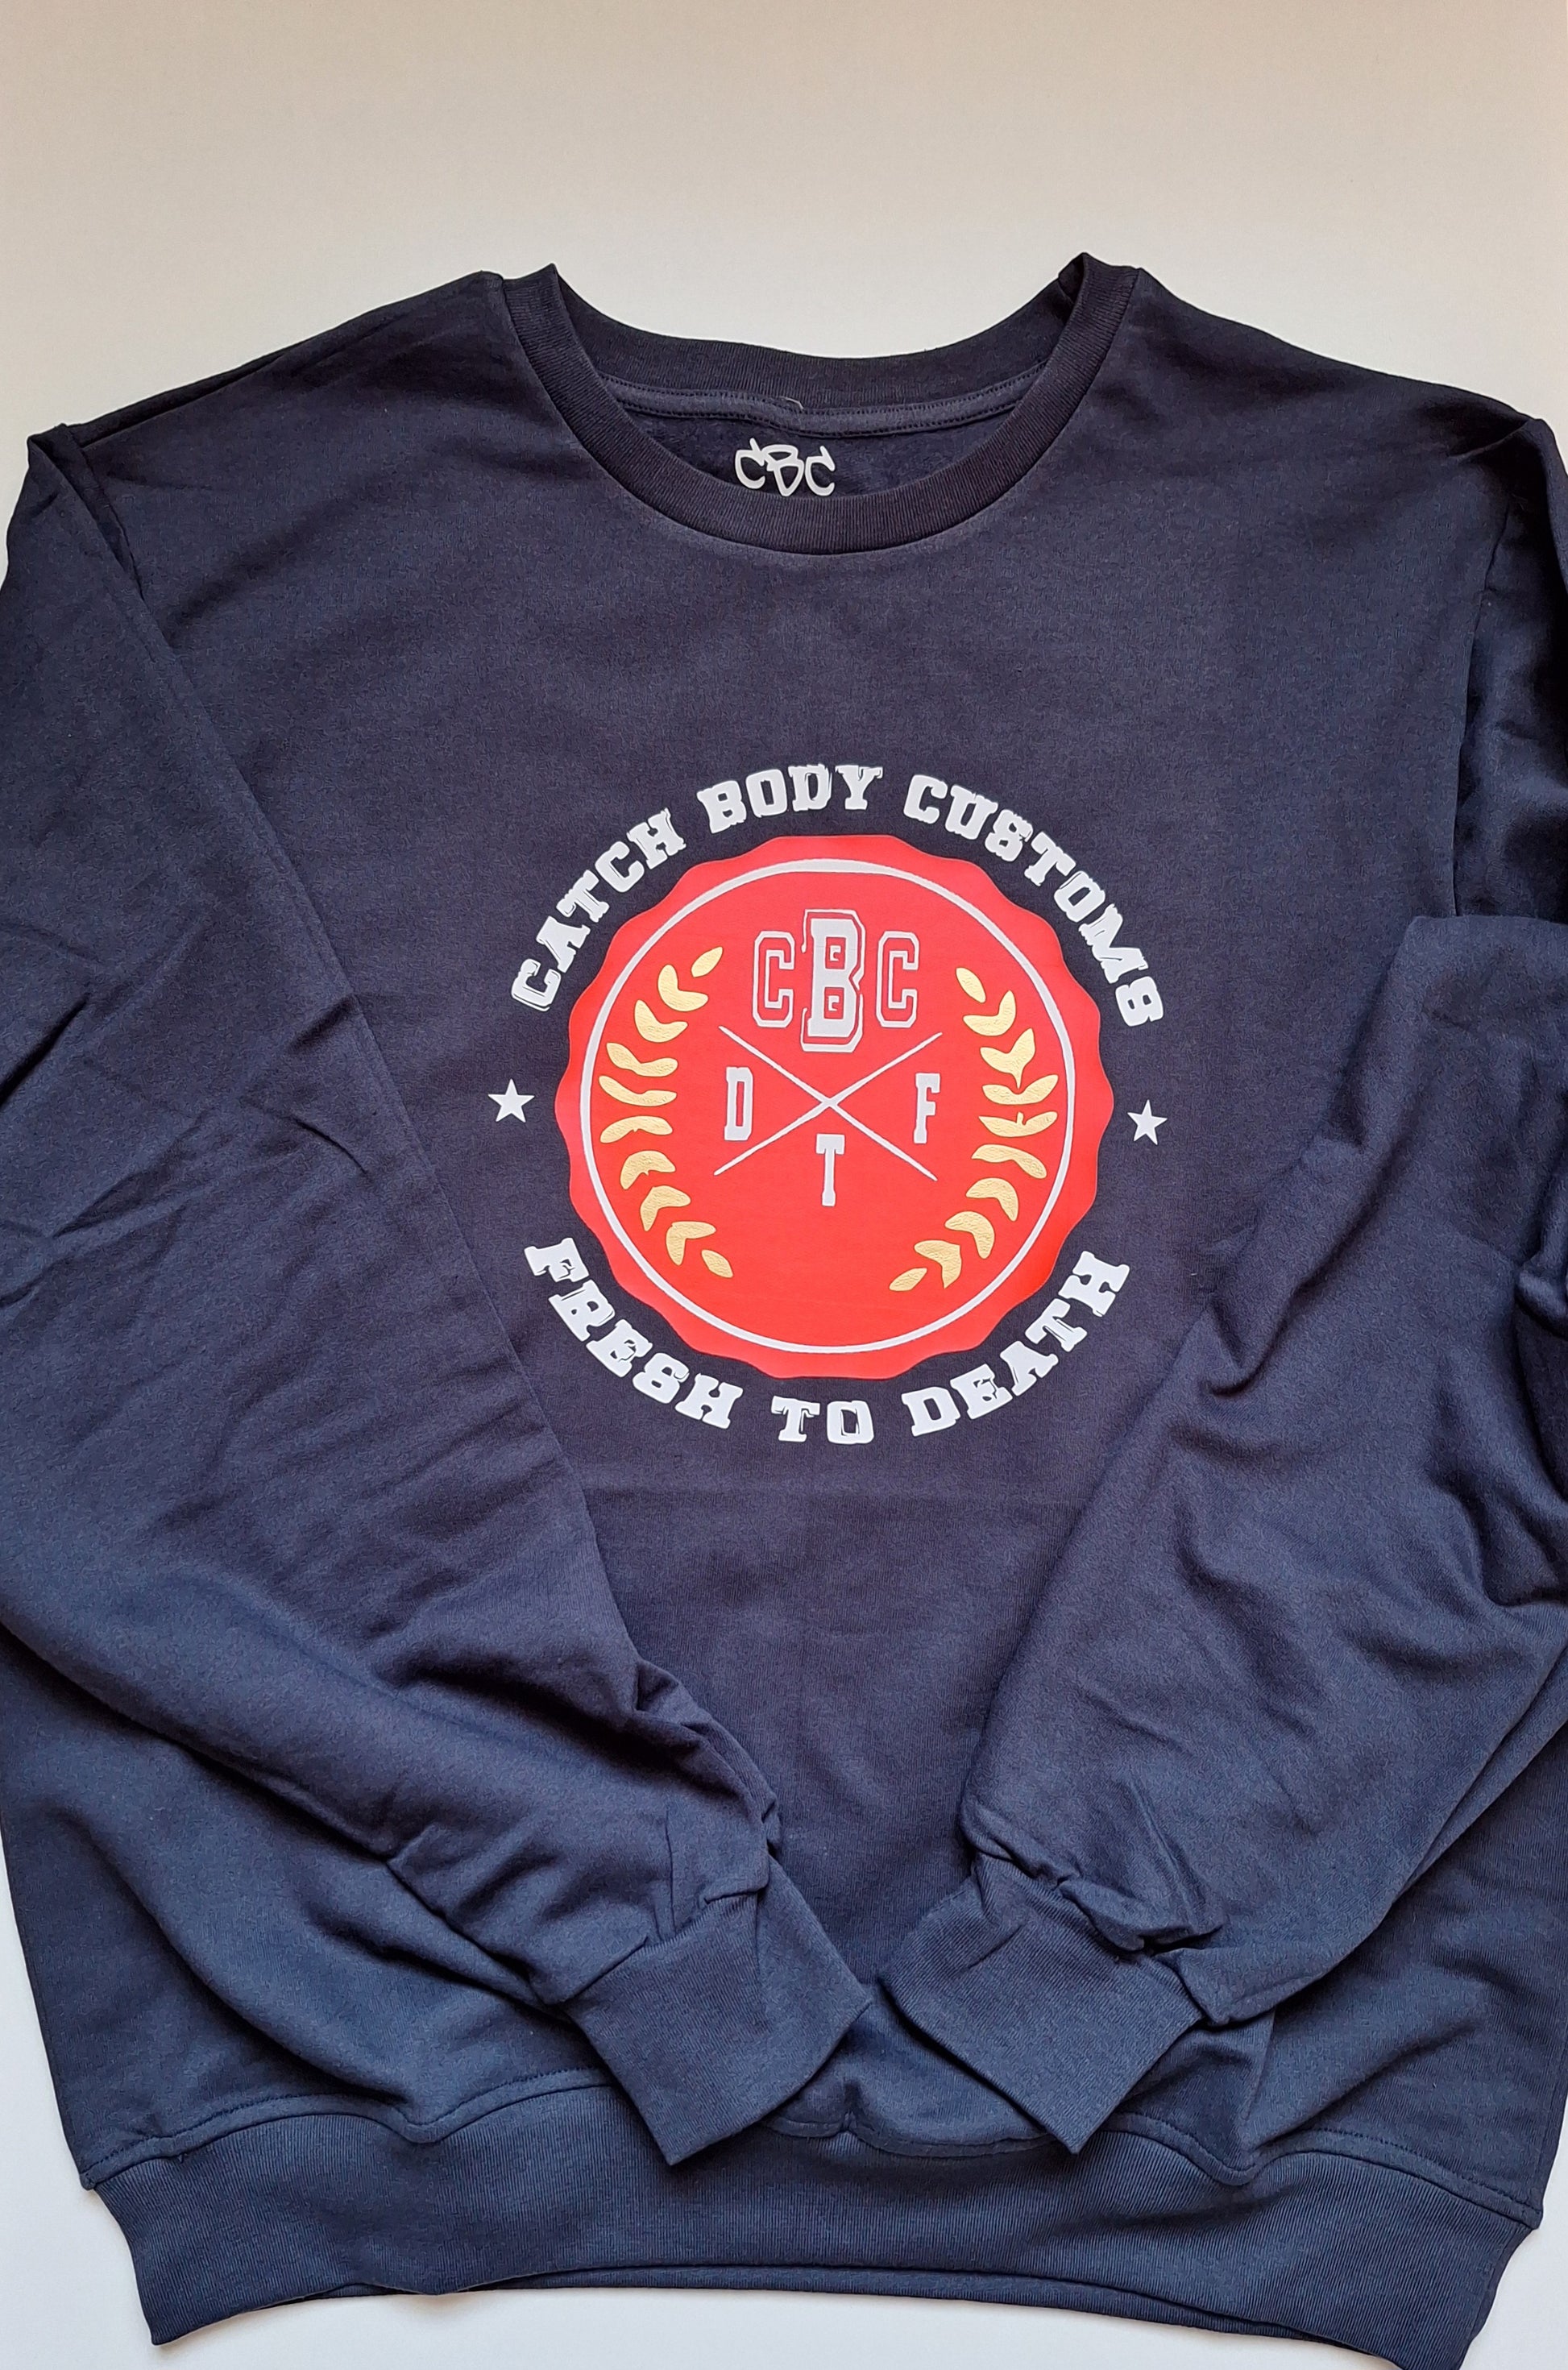 CBC
CATCH BODY CUSTOMS
CBC
D F
T
FRESH TO DEATH